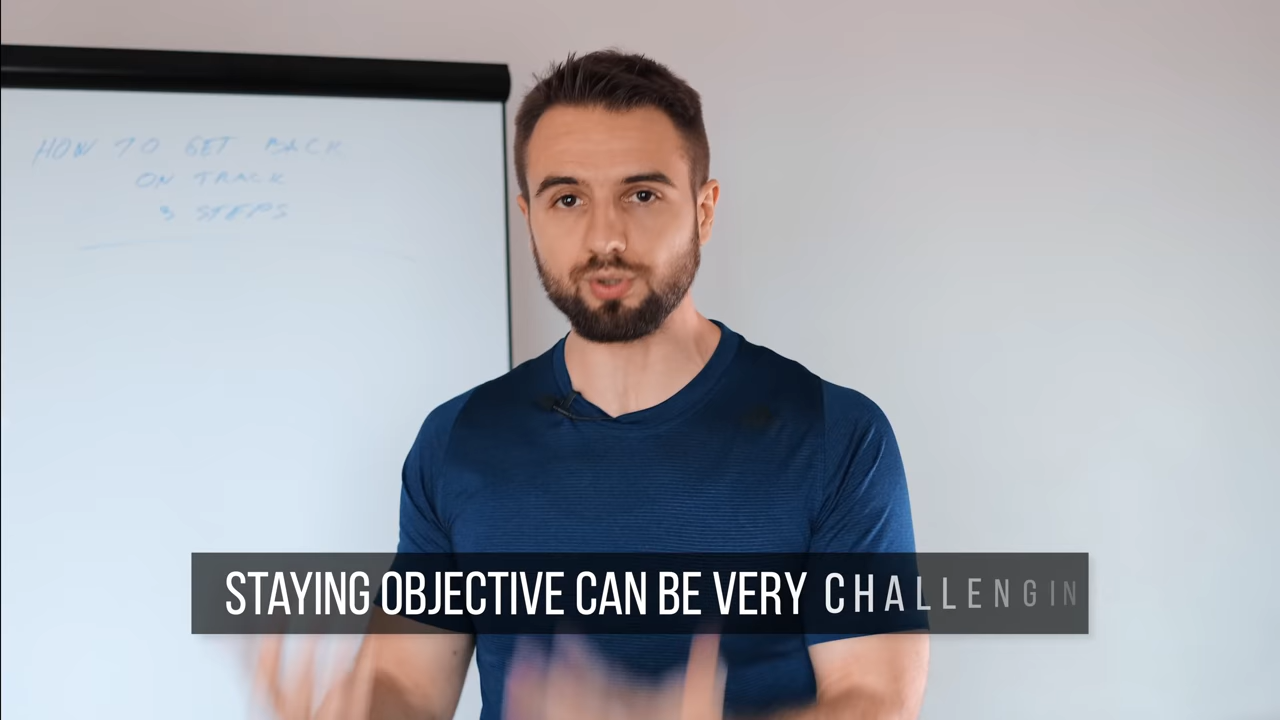 HOW TO GET BACK
ON TRACK
3 STEPS
STAYING OBJECTIVE CAN BE VERY CHALLENGIN